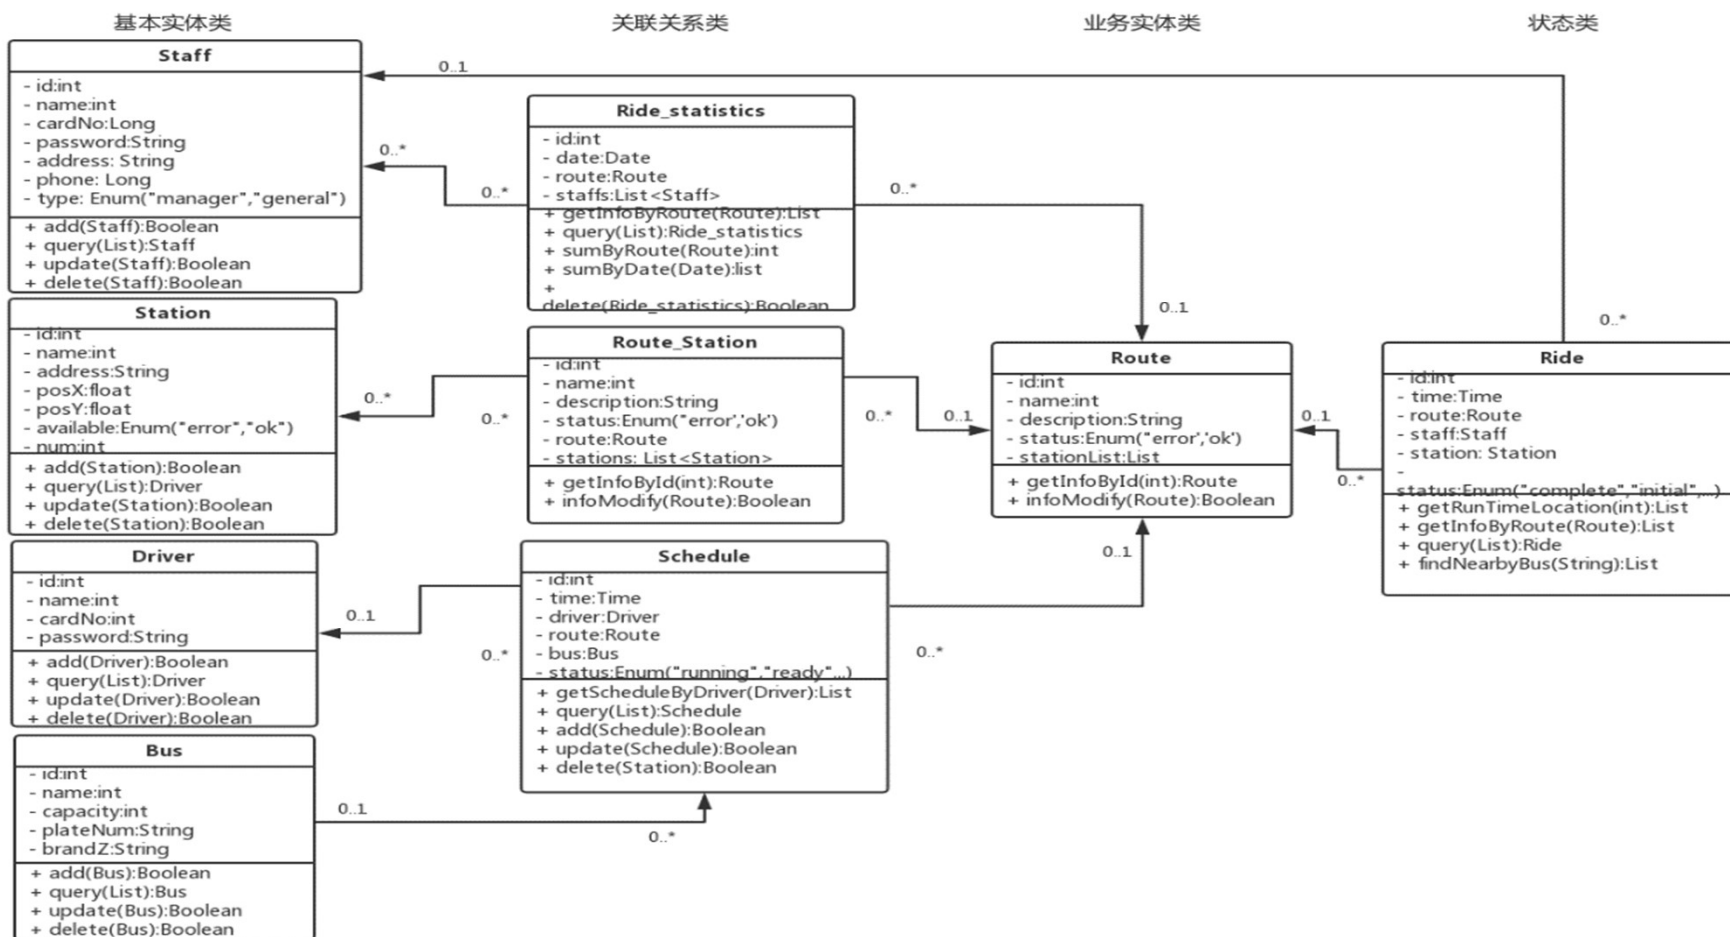 基本实体类
关联关系类
业务实体类
状态类
Staff
- id:int
- name:int
- cardNo:Long
- password:String
- address: String
- phone: Long
- type: Enum("manager","general")
+ add(Staff):Boolean
+ query(List):Staff
+ update(Staff):Boolean
+ delete(Staff):Boolean
Station
- id:int
- name:int
- address:String
- posX:float
- posY:float
- available:Enum("error","ok")
- num:int
+ add(Station):Boolean
+ query(List):Driver
+ update(Station):Boolean
+ delete(Station):Boolean
Driver
- id:int
- name:int
- cardNo:int
- password:String
+ add(Driver):Boolean
+ query(List):Driver
+ update(Driver):Boolean
+ delete(Driver):Boolean
Bus
- id:int
- name:int
- capacity:int
- plateNum:String
- brandZ:String
+ add(Bus):Boolean
+ query(List):Bus
+ update(Bus):Boolean
+ delete(Bus):Boolean
0..1
0..*
0..*
0..*
0..*
0..1
0..*
0..1
0..*
Ride_statistics
- id:int
- date:Date
- route:Route
- staffs:List<Staff>
+ getInfoByRoute(Route):List
+ query(List):Ride_statistics
+ sumByRoute(Route):int
+ sumByDate(Date):list
+
delete(Ride_statistics):Boolean
Route_Station
- id:int
- name:int
- description:String
- status:Enum("error','ok')
- route:Route
- stations: List<Station>
+ getInfoById(int):Route
+ infoModify(Route):Boolean
Schedule
- id:int
- time:Time
- driver:Driver
- route:Route
- bus:Bus
- status:Enum("running","ready"...)
+ getScheduleByDriver(Driver):List
+ query(List):Schedule
+ add(Schedule):Boolean
+ update(Schedule):Boolean
+ delete(Station):Boolean
0..*
0..1
0..*
0..1
0..1
0..*
Route
- id:int
- name:int
- description:String
- status:Enum("error','ok')
- stationList:List
+ getInfoById(int):Route
+ infoModify(Route):Boolean
0..*
0..1
0..*
Ride
- id:int
- time:Time
- route:Route
- staff:Staff
- station: Station
-
status:Enum("complete","initial",...)
+ getRunTimeLocation(int):List
+ getInfoByRoute(Route):List
+ query(List):Ride
+ findNearbyBus(String):List